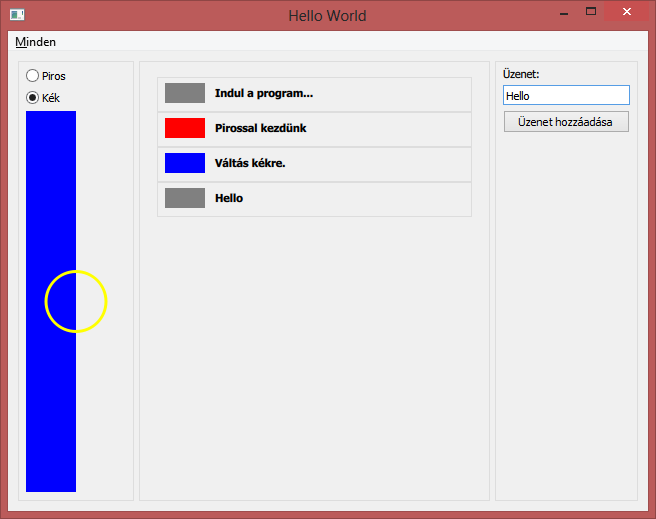 Hello World
Minden
Piros
Kék
Indul a program...
Pirossal kezdünk
Váltás kékre.
Hello
Üzenet:
Hello
Üzenet hozzáadása